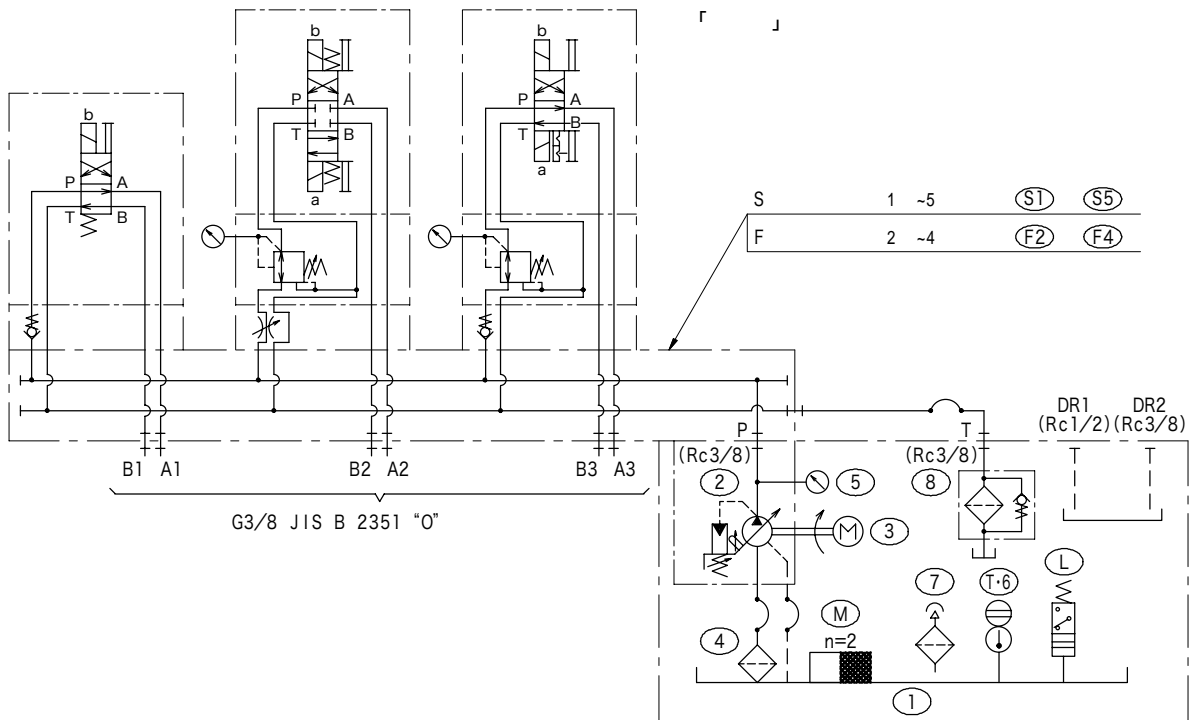 「 」
b
b
b
P A
T B
a
P A
T B
a
P A
T B
S 1 ~5 S1 S5
F 2 ~4 F2 F4
B1 A1
B2 A2
B3 A3
G3/8 JIS B 2351 “O”
P
(Rc3/8)
T
(Rc3/8)
DR1
(Rc1/2)
DR2
(Rc3/8)
2
5
8
M
3
7
T·6
L
M
n=2
4
1